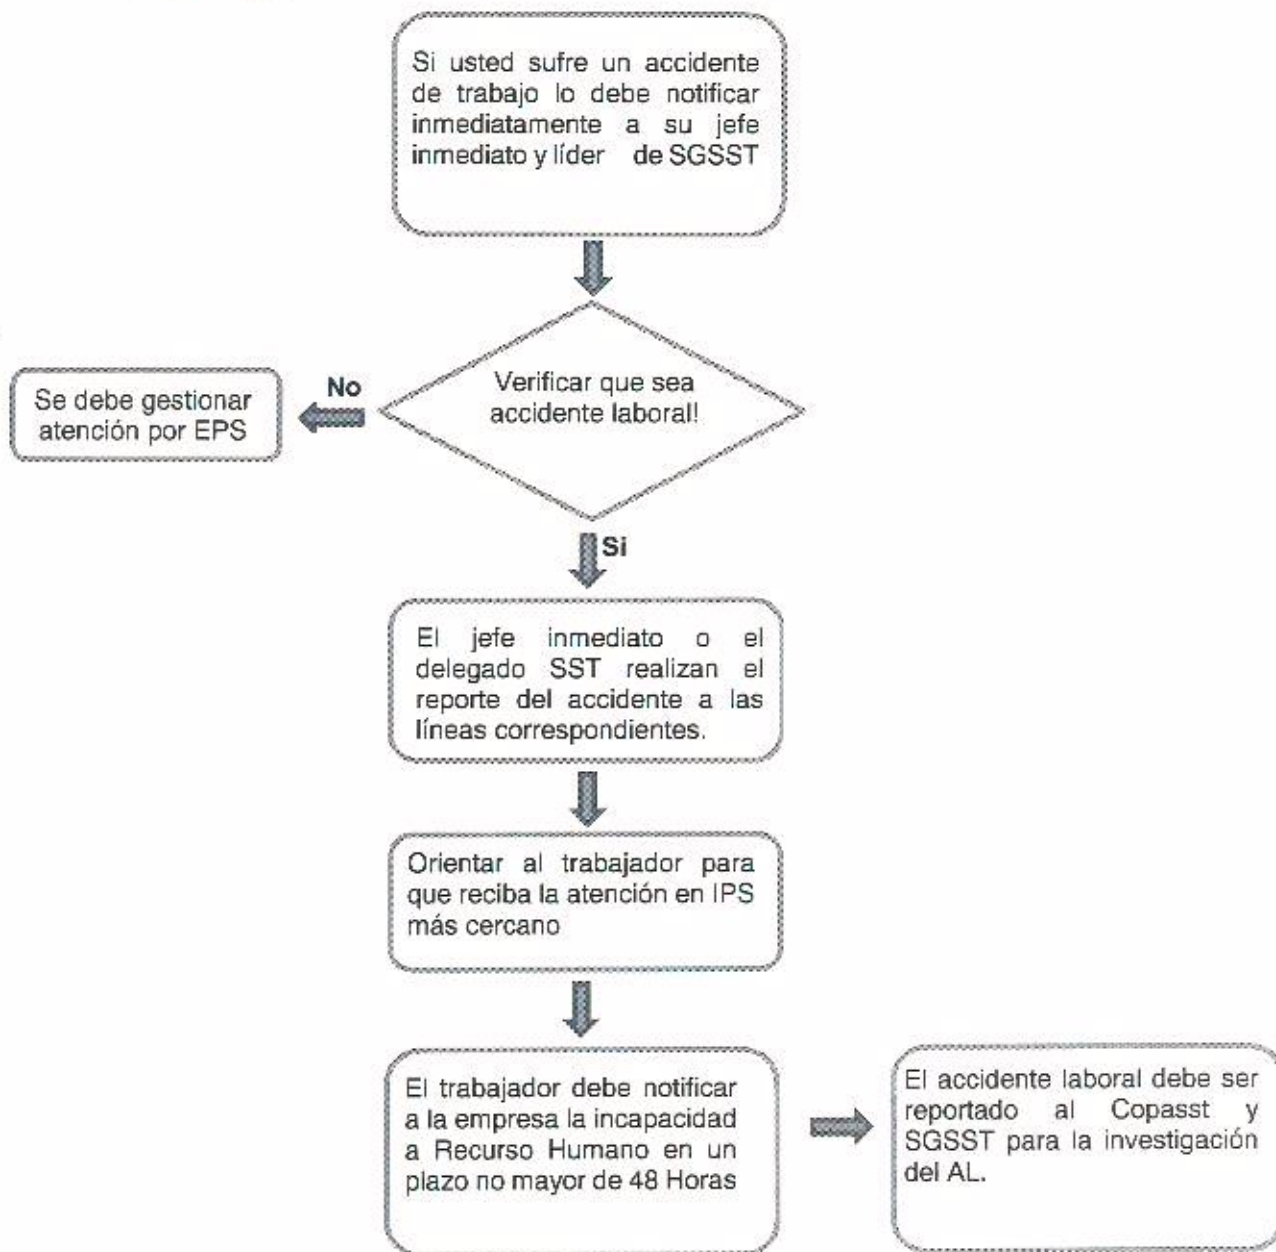 Si usted sufre un accidente
de trabajo lo debe notificar
inmediatamente a su jefe
inmediato y líder de SGSST
Verificar que sea
accidente laboral!
No
Se debe gestionar
atención por EPS
Si
El jefe inmediato o el
delegado SST realizan el
reporte del accidente a las
líneas correspondientes.
Orientar al trabajador para
que reciba la atención en IPS
más cercano
El trabajador debe notificar
a la empresa la incapacidad
a Recurso Humano en un
plazo no mayor de 48 Horas
El accidente laboral debe ser
reportado al Copasst y
SGSST para la investigación
del AL.